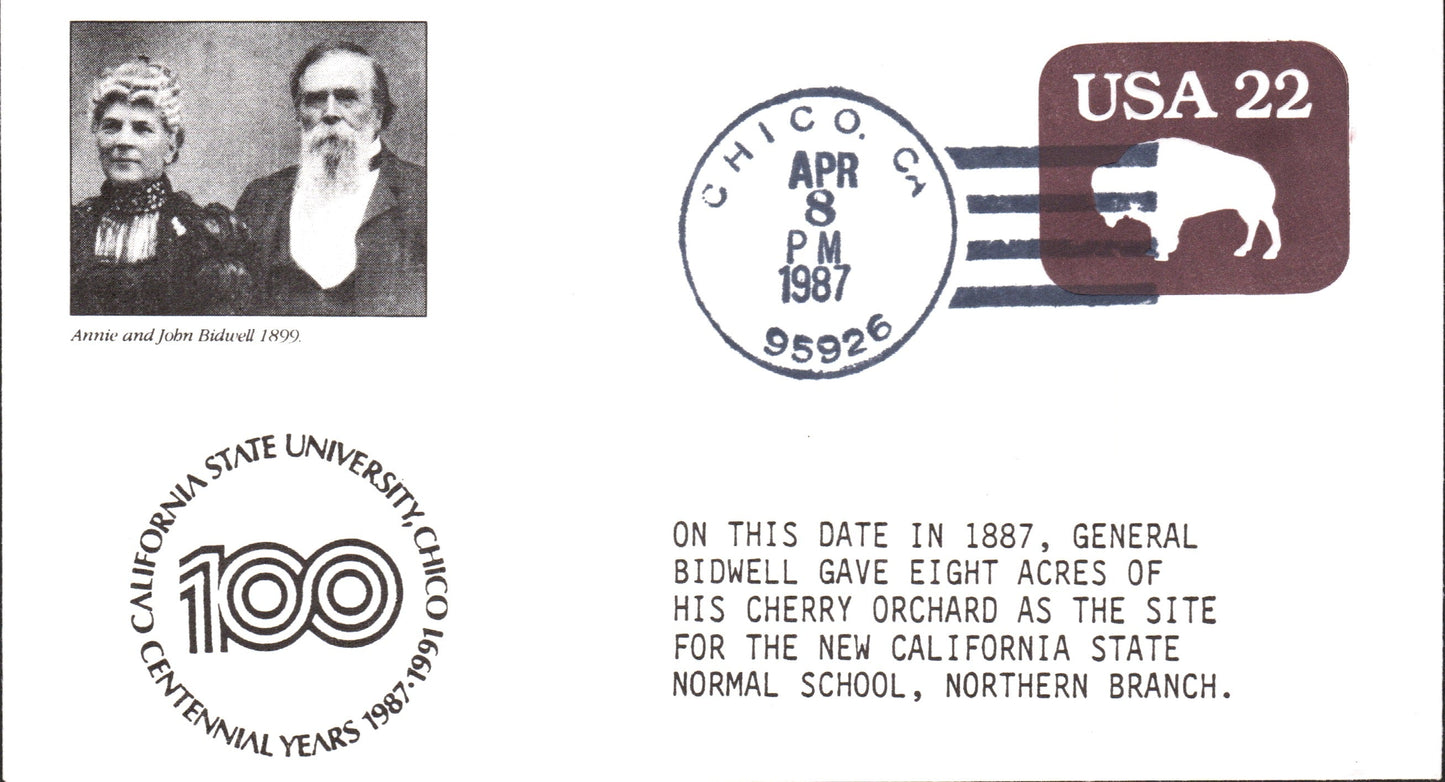 USA 22
CHICO, CA
APR
8
PM
1987
95926
Annie and John Bidwell 1899.
CALIFORNIA STATE UNIVERSITY, CHICO
100
CENTENNIAL YEARS 1987·1991
ON THIS DATE IN 1887, GENERAL
BIDWELL GAVE EIGHT ACRES OF
HIS CHERRY ORCHARD AS THE SITE
FOR THE NEW CALIFORNIA STATE
NORMAL SCHOOL, NORTHERN BRANCH.